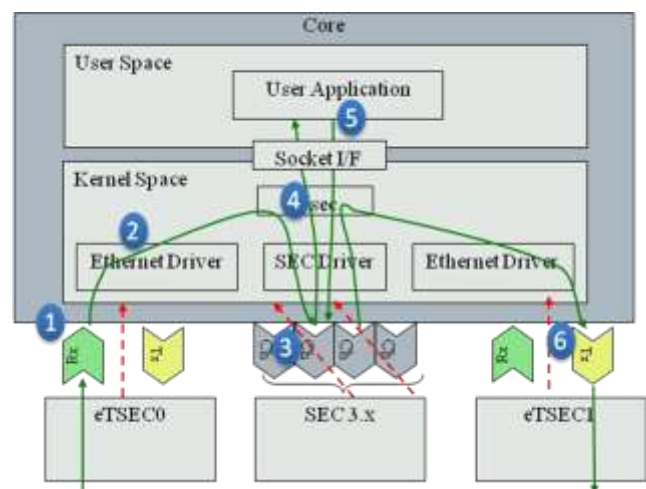 Core
User Space
User Application
5
Socket I/F
Kernel Space
4
sec
2
Ethernet Driver
SEC Driver
Ethernet Driver
1
Rx
Tx
3
Rx
6
Tx
eTSEC0
SEC 3.x
eTSEC1